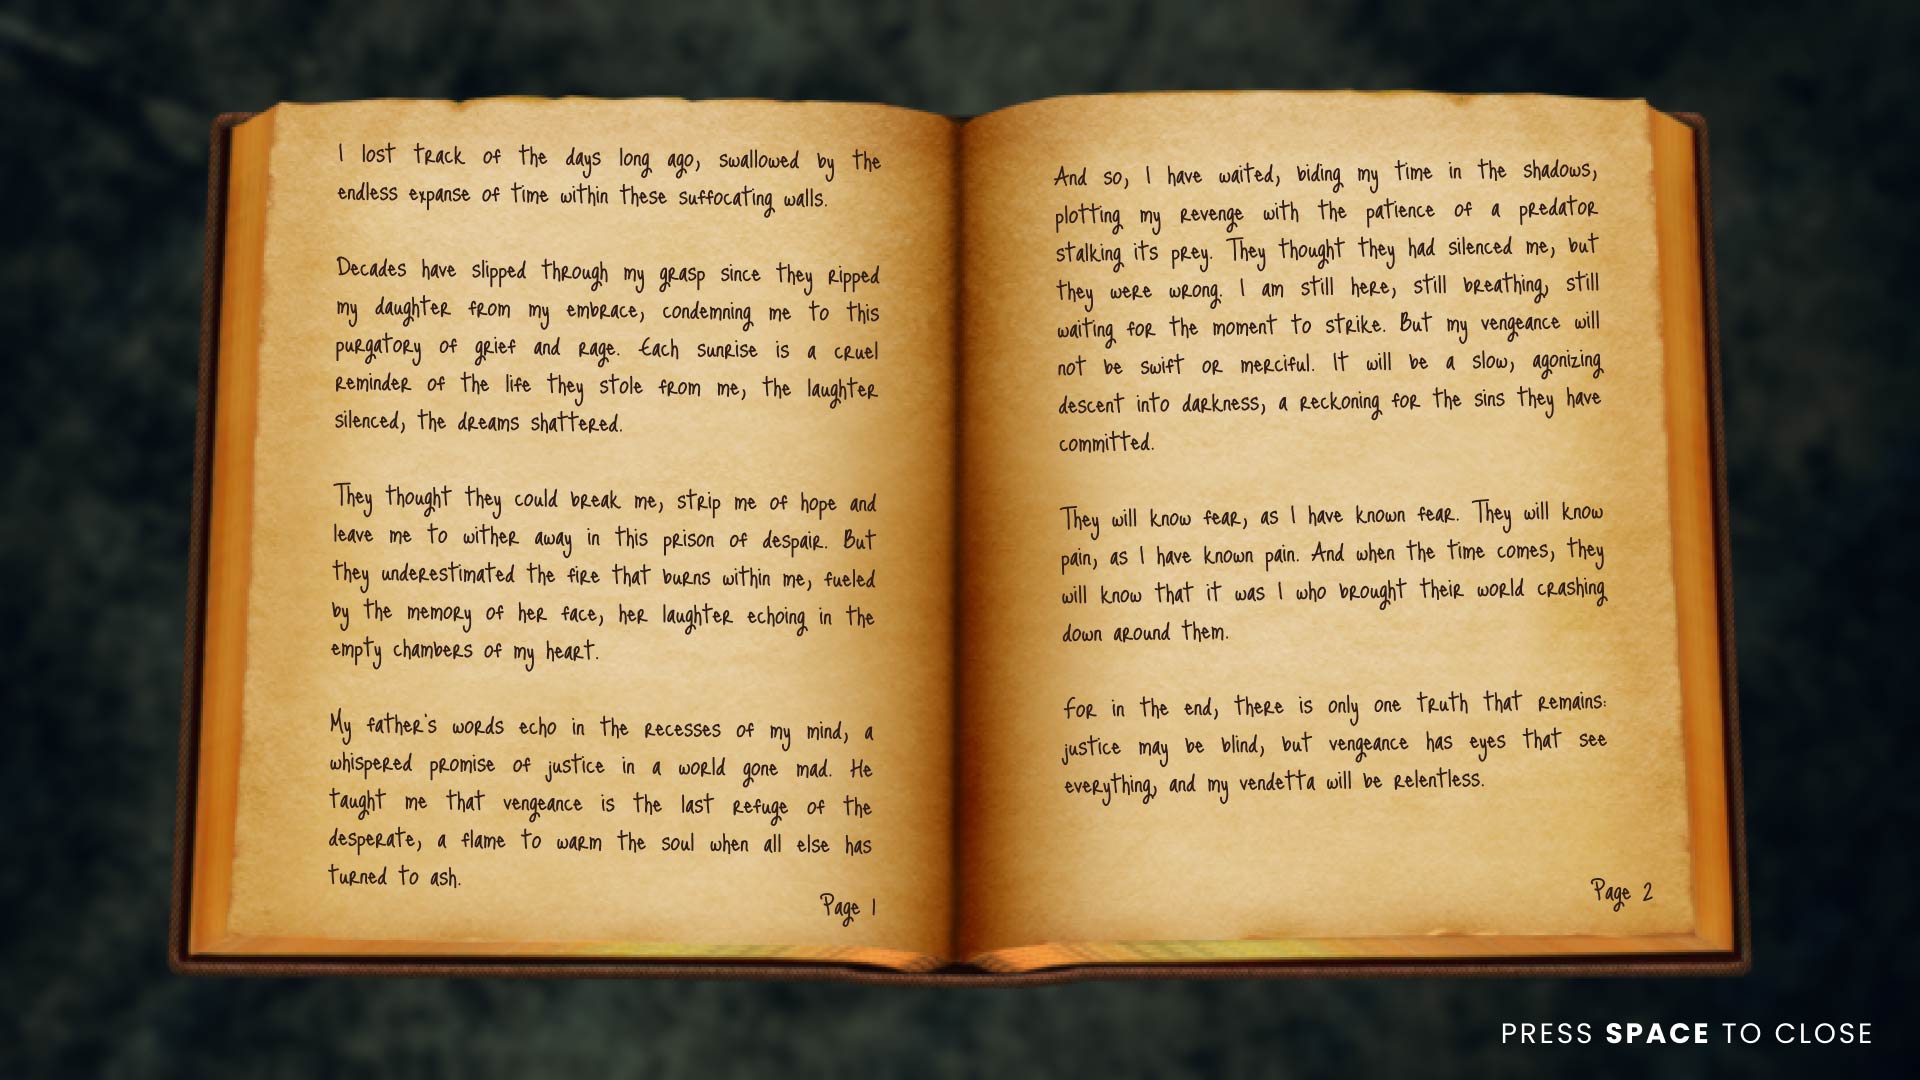 I lost track of the days long ago, swallowed by the
endless expanse of time within these suffocating walls.
Decades have slipped through my grasp since they ripped
my daughter from my embrace, condemning me to this
purgatory of grief and rage. Each sunrise is a cruel
reminder of the life they stole from me, the laughter
silenced, the dreams shattered.
They thought they could break me, strip me of hope and
leave me to wither away in this prison of despair. But
they underestimated the fire that burns within me, fueled
by the memory of her face, her laughter echoing in the
empty chambers of my heart.
My father's words echo in the recesses of my mind, a
whispered promise of justice in a world gone mad. He
taught me that vengeance is the last refuge of the
desperate, a flame to warm the soul when all else has
turned to ash.
Page 1
And so, I have waited, biding my time in the shadows,
plotting my revenge with the patience of a predator
stalking its prey. They thought they had silenced me, but
they were wrong. I am still here, still breathing, still
waiting for the moment to strike. But my vengeance will
not be swift or merciful. It will be a slow, agonizing
descent into darkness, a reckoning for the sins they have
committed.
They will know fear, as I have known fear. They will know
pain, as I have known pain. And when the time comes, they
will know that it was I who brought their world crashing
down around them.
For in the end, there is only one truth that remains:
justice may be blind, but vengeance has eyes that see
everything, and my vendetta will be relentless.
Page 2
PRESS SPACE TO CLOSE